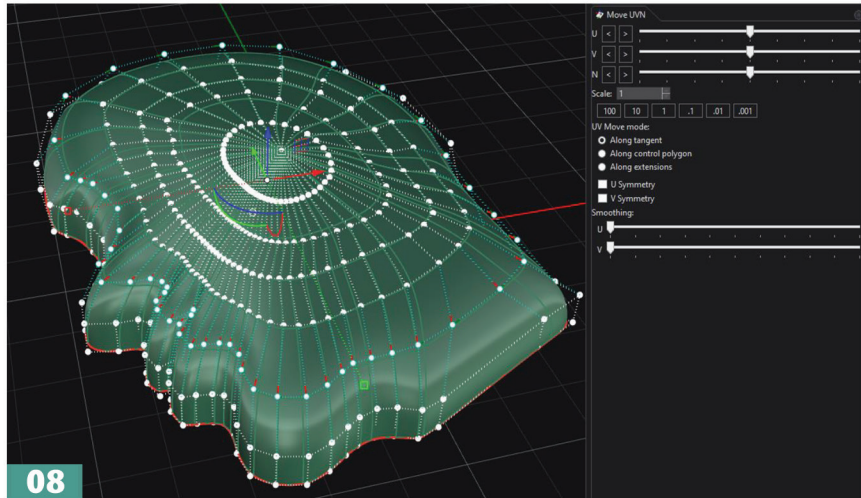 Move UVN
U < >
V < >
N < >
Scale: 1
100 10 1 .1 .01 .001
UV Move mode:
Along tangent
Along control polygon
Along extensions
U Symmetry
V Symmetry
Smoothing:
U
V
08